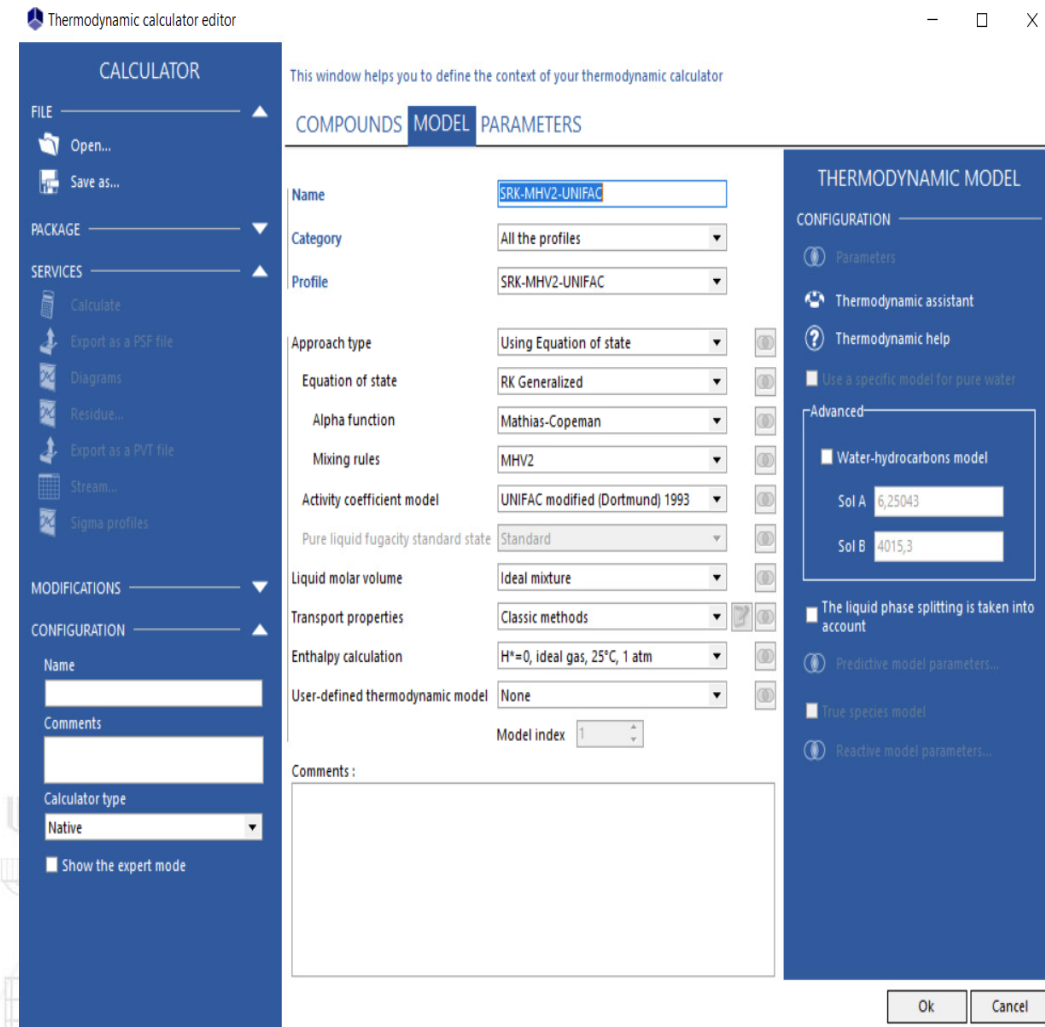 Thermodynamic calculator editor
CALCULATOR
FILE
Open...
Save as...
PACKAGE
SERVICES
Calculate
Export as a PSF file
Diagrams
Residue...
Export as a PVT file
Stream...
Sigma profiles
MODIFICATIONS
CONFIGURATION
Name
Comments
Calculator type
Native
Show the expert mode
This window helps you to define the context of your thermodynamic calculator
COMPOUNDS MODEL PARAMETERS
Name SRK-MHV2-UNIFAC
Category All the profiles
Profile SRK-MHV2-UNIFAC
Approach type Using Equation of state
Equation of state RK Generalized
Alpha function Mathias-Copeman
Mixing rules MHV2
Activity coefficient model UNIFAC modified (Dortmund) 1993
Pure liquid fugacity standard state Standard
Liquid molar volume Ideal mixture
Transport properties Classic methods
Enthalpy calculation H*=0, ideal gas, 25°C, 1 atm
User-defined thermodynamic model None
Model index 1
Comments :
THERMODYNAMIC MODEL
CONFIGURATION
Parameters
Thermodynamic assistant
Thermodynamic help
Use a specific model for pure water
Advanced
Water-hydrocarbons model
Sol A 6,25043
Sol B 4015,3
The liquid phase splitting is taken into
account
Predictive model parameters...
True species model
Reactive model parameters...
Ok Cancel